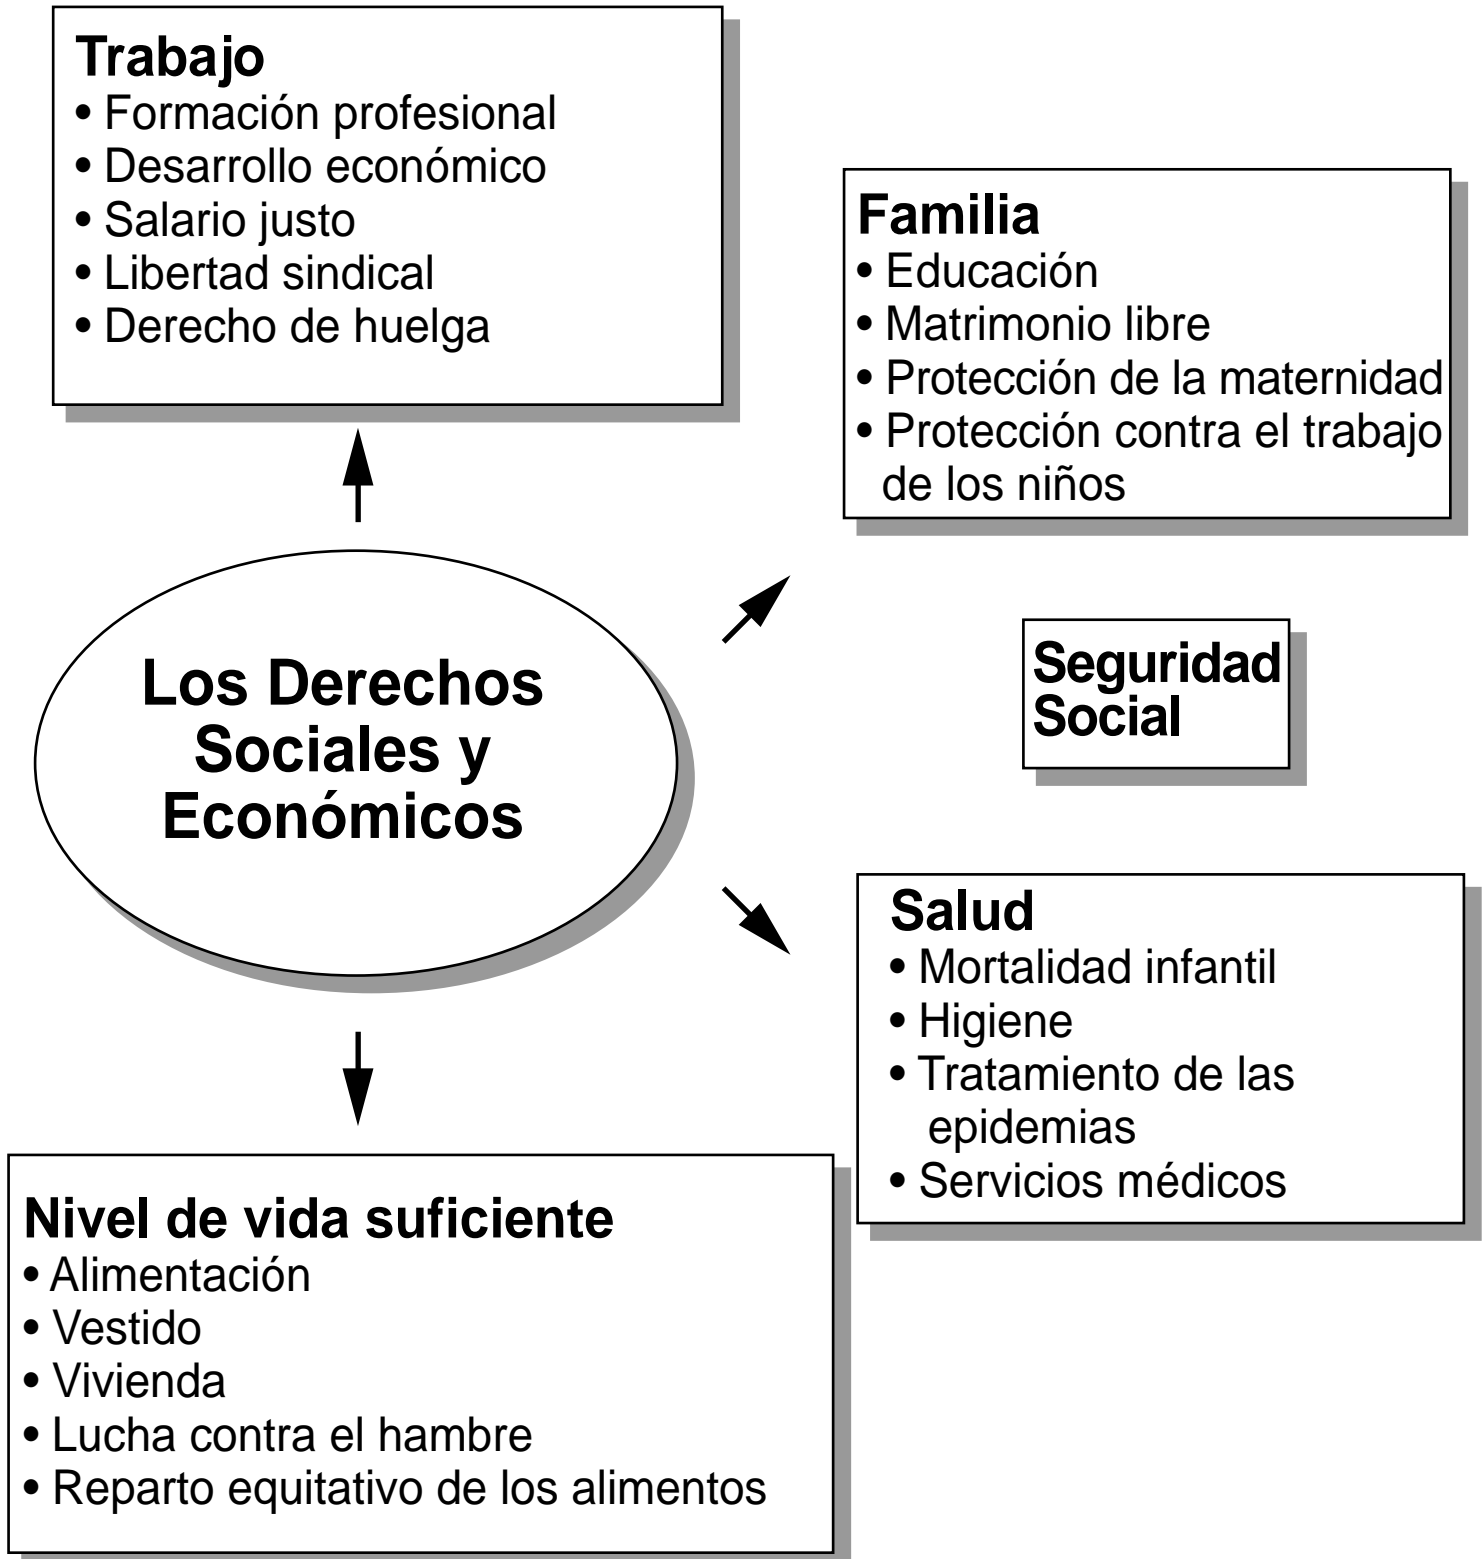 Trabajo
• Formación profesional
• Desarrollo económico
• Salario justo
• Libertad sindical
• Derecho de huelga
Familia
• Educación
• Matrimonio libre
• Protección de la maternidad
• Protección contra el trabajo
de los niños
Los Derechos
Sociales y
Económicos
Seguridad
Social
Salud
• Mortalidad infantil
• Higiene
• Tratamiento de las
epidemias
• Servicios médicos
Nivel de vida suficiente
• Alimentación
• Vestido
• Vivienda
• Lucha contra el hambre
• Reparto equitativo de los alimentos